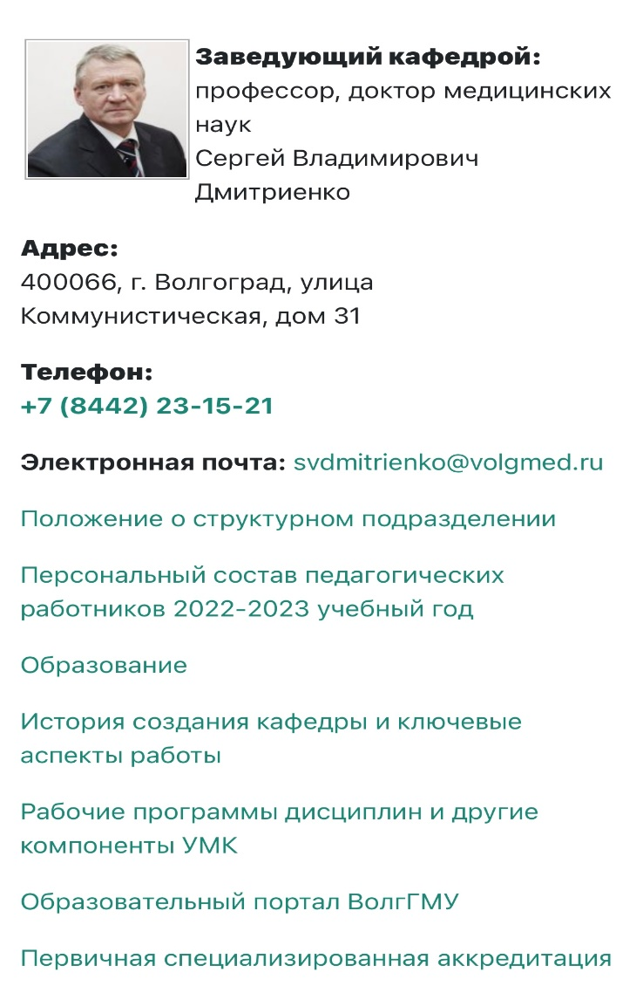 Заведующий кафедрой:
профессор, доктор медицинских
наук
Сергей Владимирович
Дмитриенко
Адрес:
400066, г. Волгоград, улица
Коммунистическая, дом 31
Телефон:
+7 (8442) 23-15-21
Электронная почта: svdmitrienko@volgmed.ru
Положение о структурном подразделении
Персональный состав педагогических
работников 2022-2023 учебный год
Образование
История создания кафедры и ключевые
аспекты работы
Рабочие программы дисциплин и другие
компоненты УМК
Образовательный портал ВолгГМУ
Первичная специализированная аккредитация